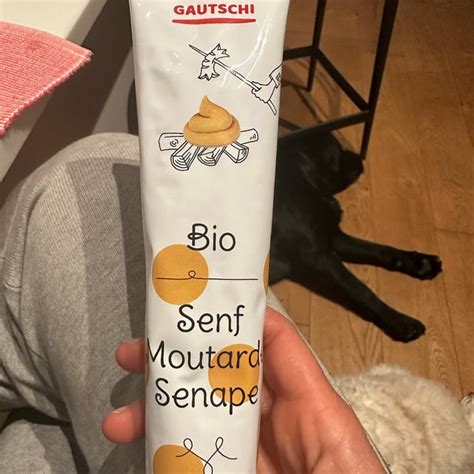 GAUTSCHI
Bio
Senf
Moutard
Senape